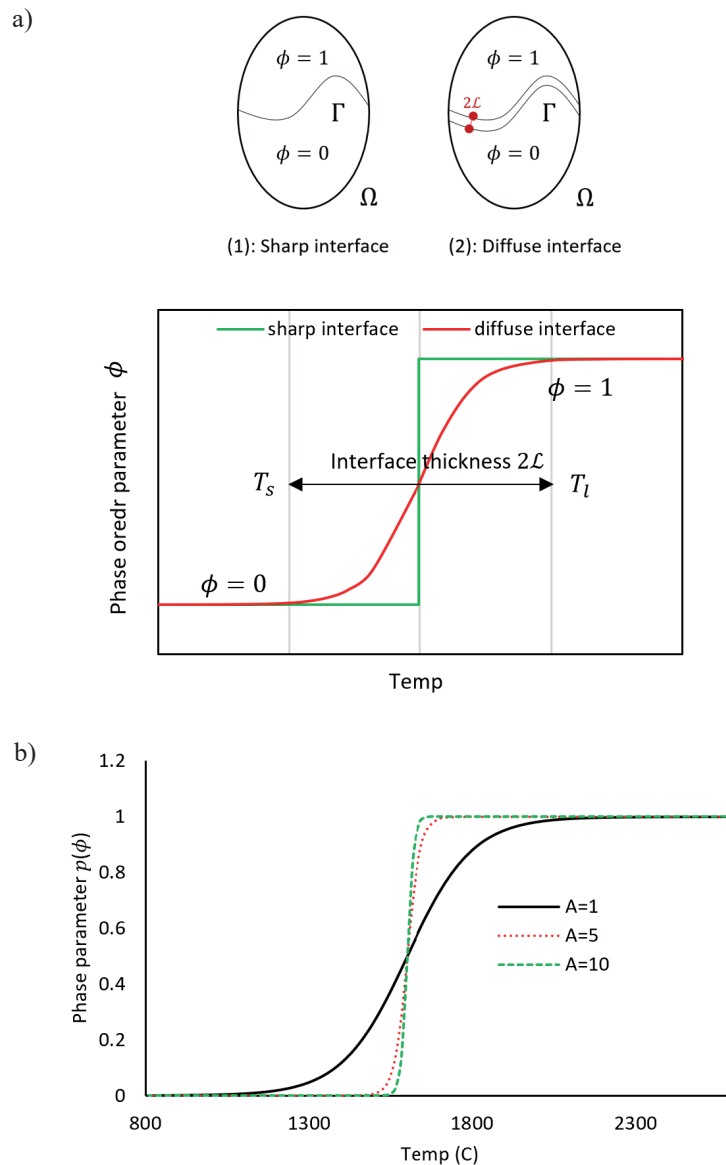 a)
ϕ = 1
Γ
ϕ = 0
Ω
(1): Sharp interface
ϕ = 1
2ℒ
Γ
ϕ = 0
Ω
(2): Diffuse interface
sharp interface
diffuse interface
Phase oredr parameter ϕ
ϕ = 1
Interface thickness 2ℒ
T_s
T_l
ϕ = 0
Temp
b)
1.2
1
0.8
0.6
0.4
0.2
0
Phase parameter p(ϕ)
A=1
A=5
A=10
800
1300
1800
2300
Temp (C)